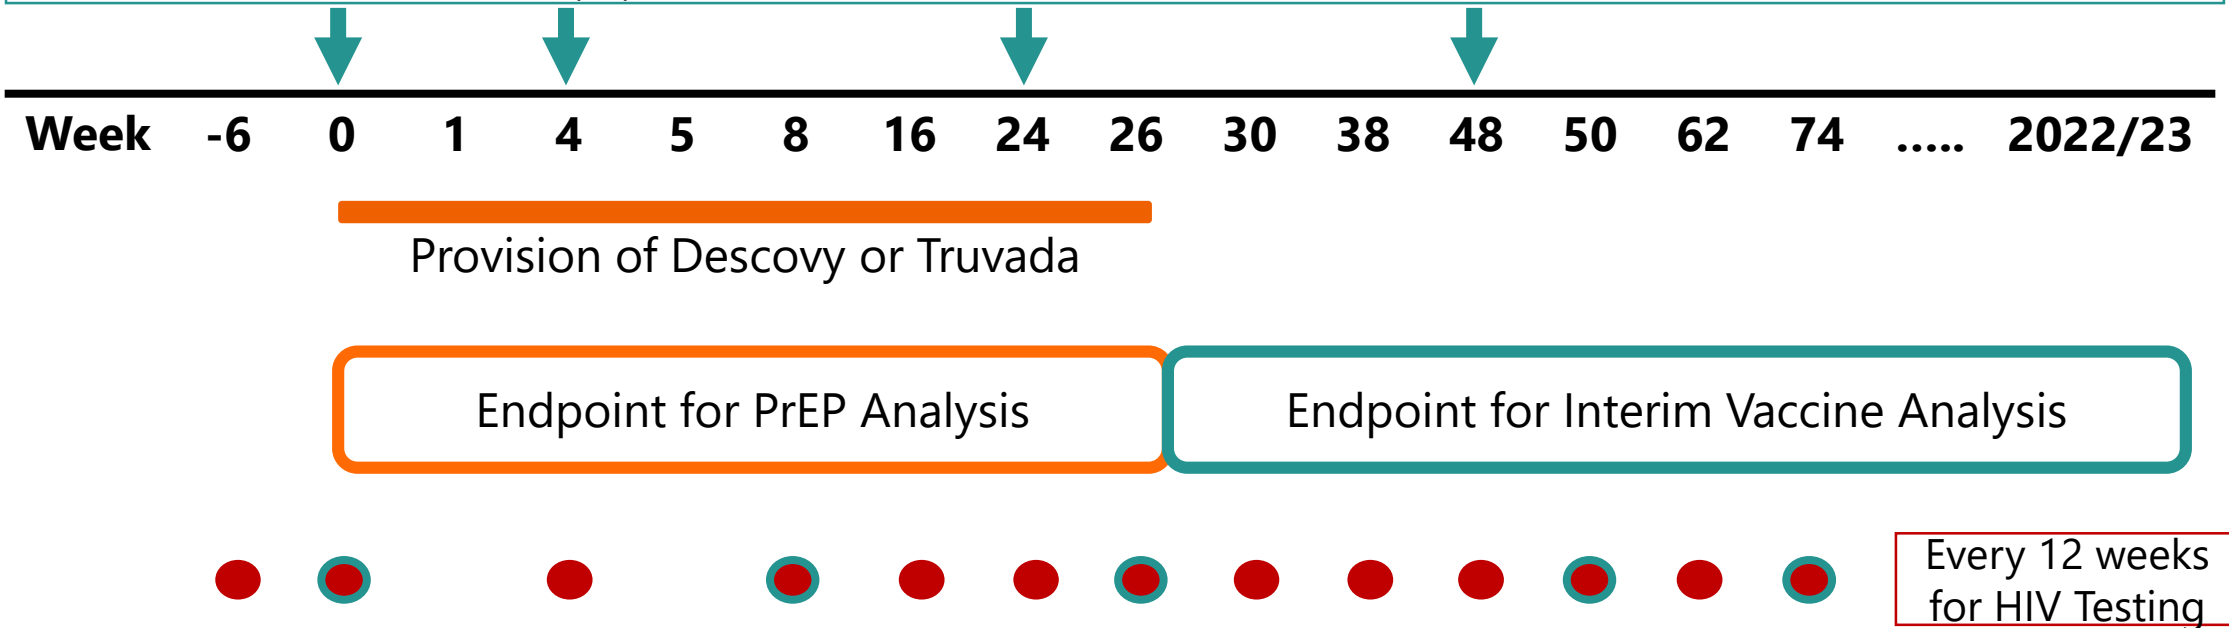 Week -6 0 1 4 5 8 16 24 26 30 38 48 50 62 74 ..... 2022/23
Provision of Descovy or Truvada
Endpoint for PrEP Analysis
Endpoint for Interim Vaccine Analysis
Every 12 weeks
for HIV Testing